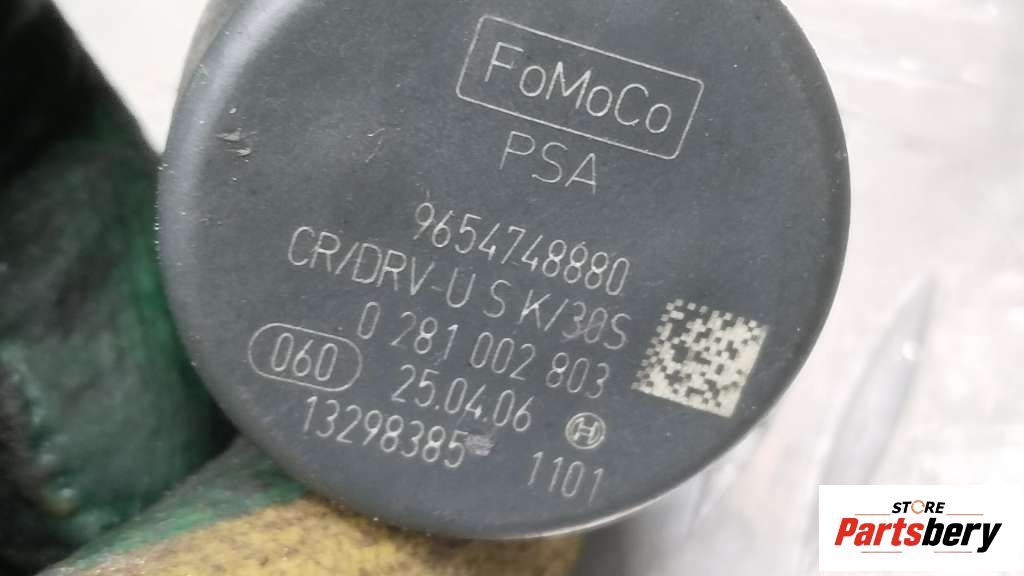 FoMoCo
PSA
9654748880
CR/DRV-U S K/30S
0 281 002 803
060 25.04.06
13298385 1101
STORE
Partsbery